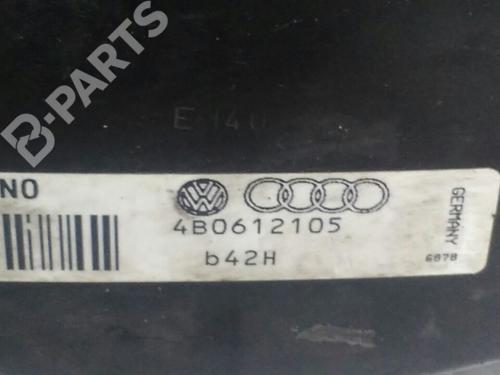 B-PARTS
E 140
NO
4B0612105
b42H
GERMANY
6878